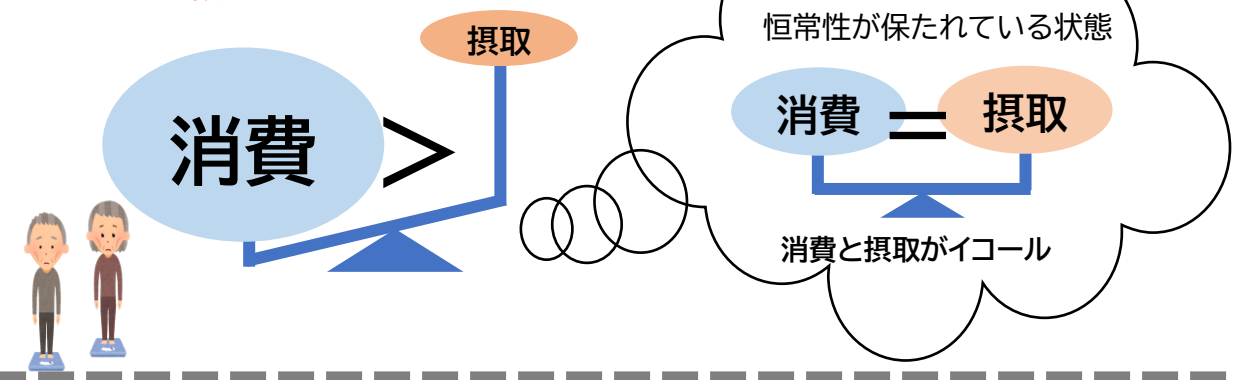 摂取
消費
>
恒常性が保たれている状態
消費
=
摂取
消費と摂取がイコール